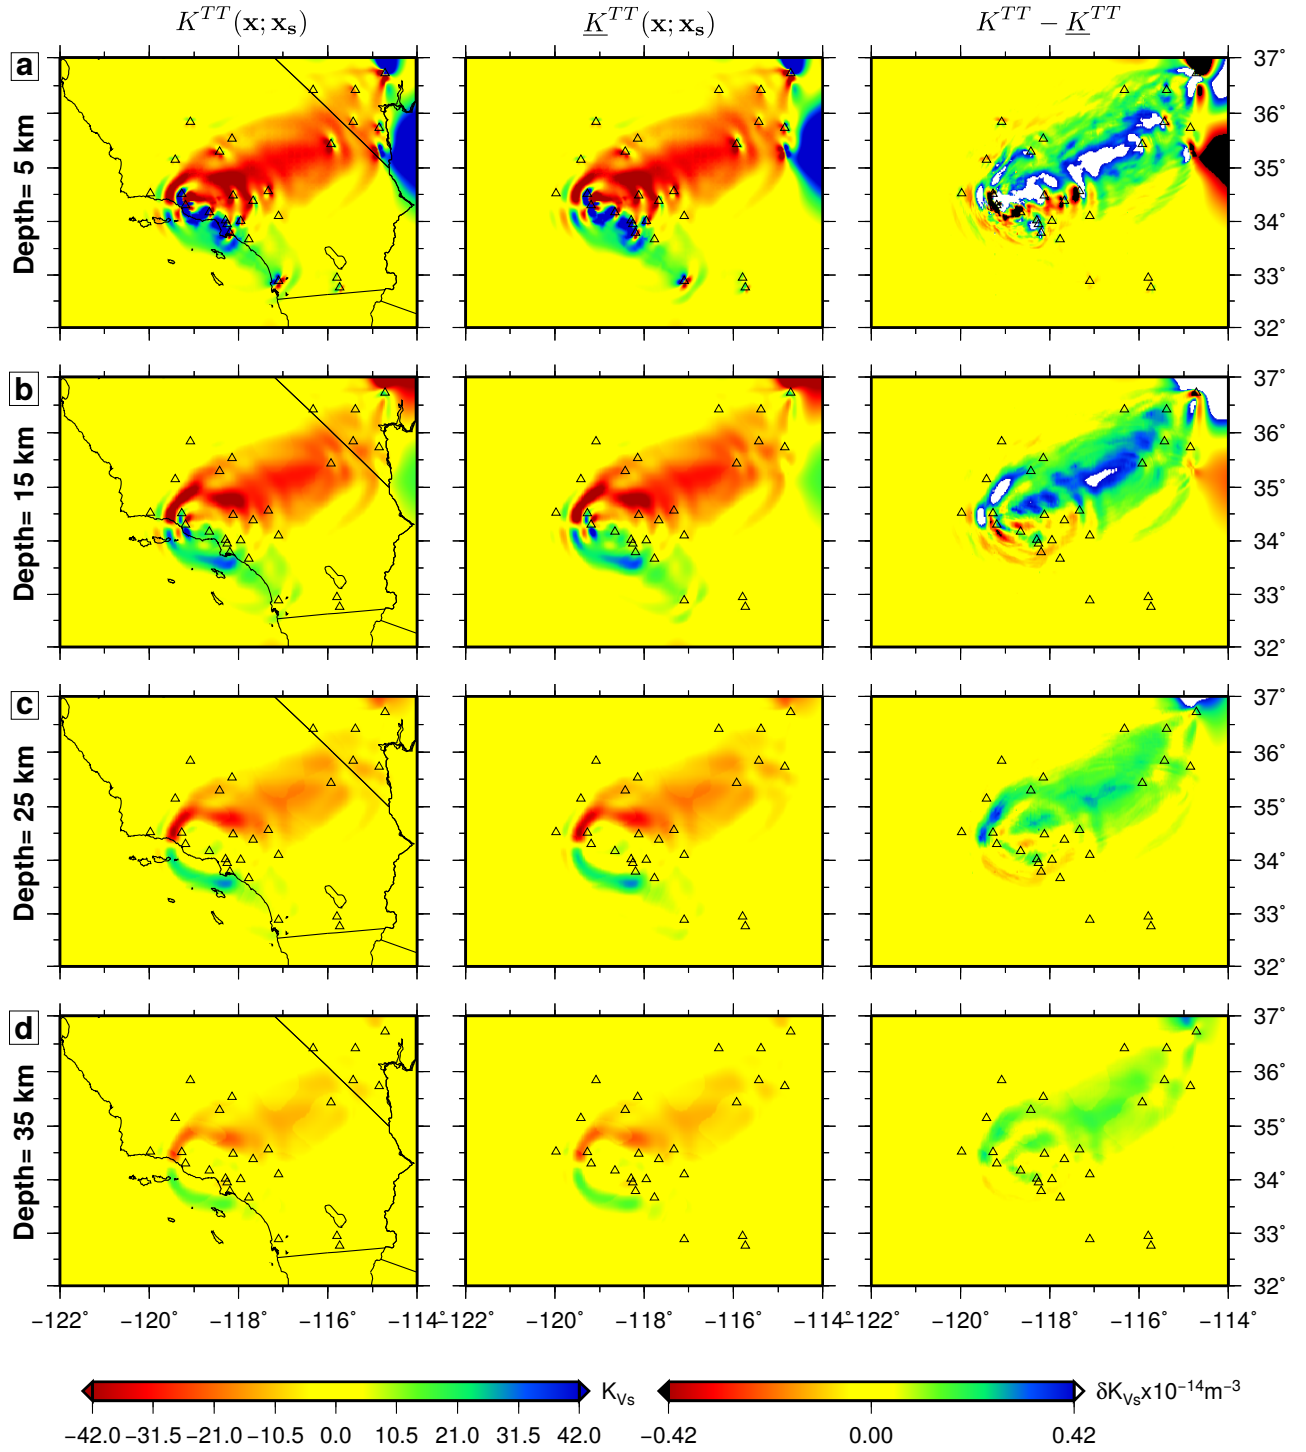 K^{TT}(x; x_s) K^{TT}(x; x_s) K^{TT} − K^{TT}
a
Depth= 5 km
37°
36°
35°
34°
33°
32°
b
Depth= 15 km
37°
36°
35°
34°
33°
32°
c
Depth= 25 km
37°
36°
35°
34°
33°
32°
d
Depth= 35 km
37°
36°
35°
34°
33°
32°
−122° −120° −118° −116° −114° −122° −120° −118° −116° −114° −122° −120° −118° −116° −114°
K_{Vs} δK_{Vs}x10^{−14}m^{−3}
−42.0 −31.5 −21.0 −10.5 0.0 10.5 21.0 31.5 42.0 −0.42 0.00 0.42